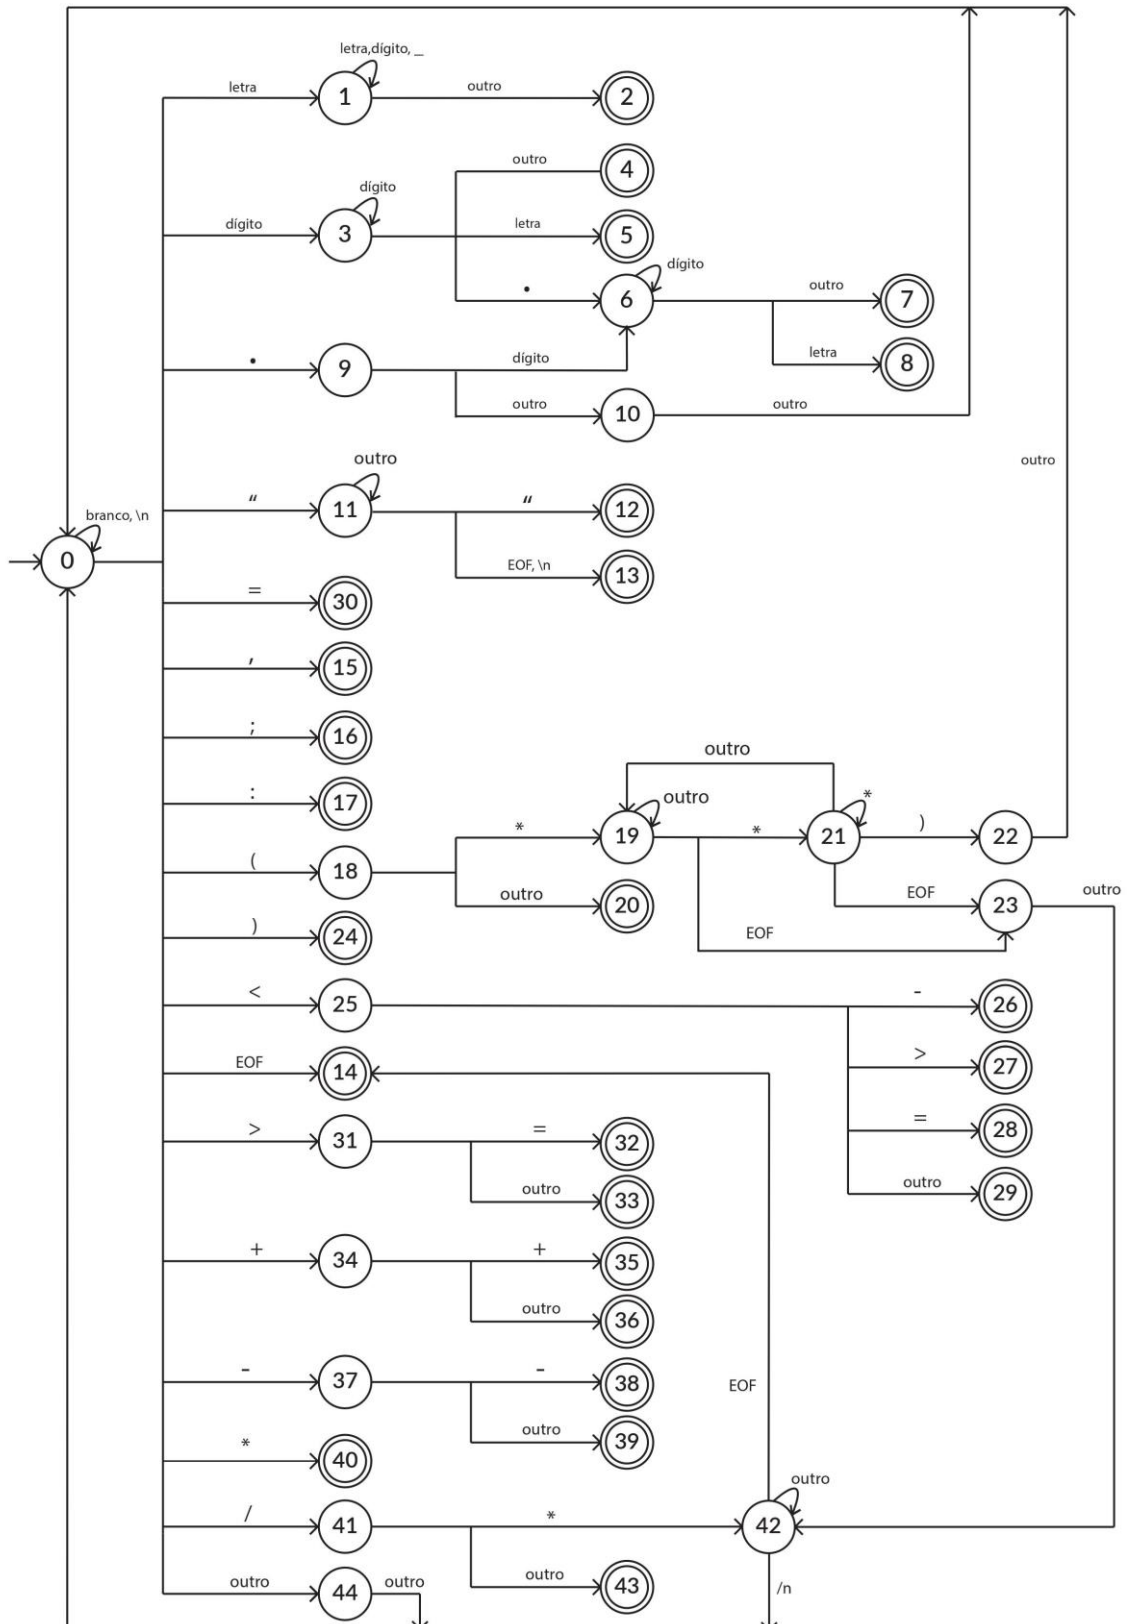 letra,dígito, _
letra 1 outro 2
outro 4
dígito
dígito 3 letra 5
dígito
. 6 outro 7
. 9 dígito letra 8
outro 10 outro
outro
outro
“ 11 “ 12
branco, \n
0 EOF, \n 13
= 30
, 15
; 16
outro
: 17 outro *
* 19 * 21 ) 22
( 18
outro 20 EOF 23 outro
) 24 EOF
< 25 - 26
EOF 14 > 27
> 31 = 32 = 28
outro 33 outro 29
+ 34 + 35
outro 36
- 37 - 38 EOF
outro 39
* 40
outro
/ 41 * 42
outro 44 outro outro 43 /n